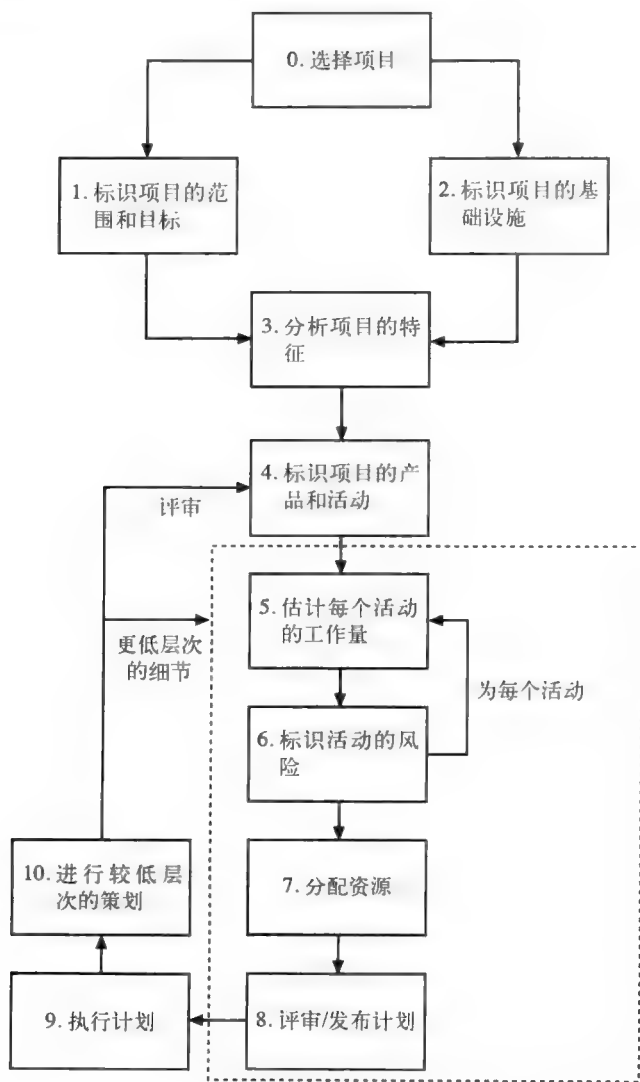 0. 选择项目
1. 标识项目的范
围和目标
2. 标识项目的基
础设施
3. 分析项目的特
征
4. 标识项目的产
品和活动
评审
5. 估计每个活动
的工作量
更低层次
的细节
为每个活动
6. 标识活动的风
险
10. 进行较低层
次的策划
7. 分配资源
9. 执行计划
8. 评审/发布计划